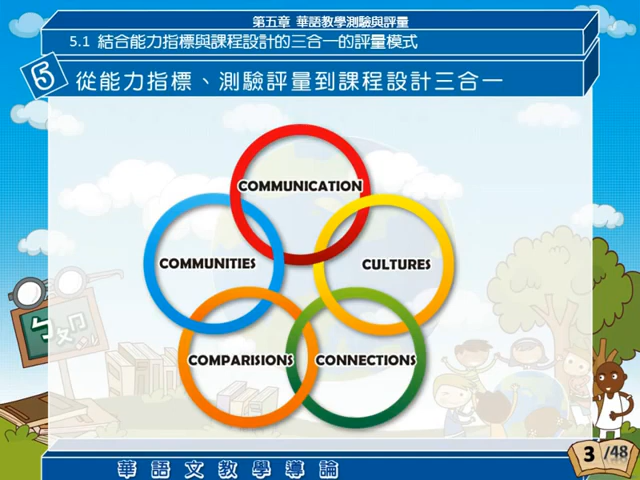 第五章 華語教學測驗與評量
5.1 結合能力指標與課程設計的三合一的評量模式
5 從能力指標、測驗評量到課程設計三合一
COMMUNICATION
COMMUNITIES
CULTURES
COMPARISIONS
CONNECTIONS
ㄅㄆㄇ
華語文教學導論
3 /48